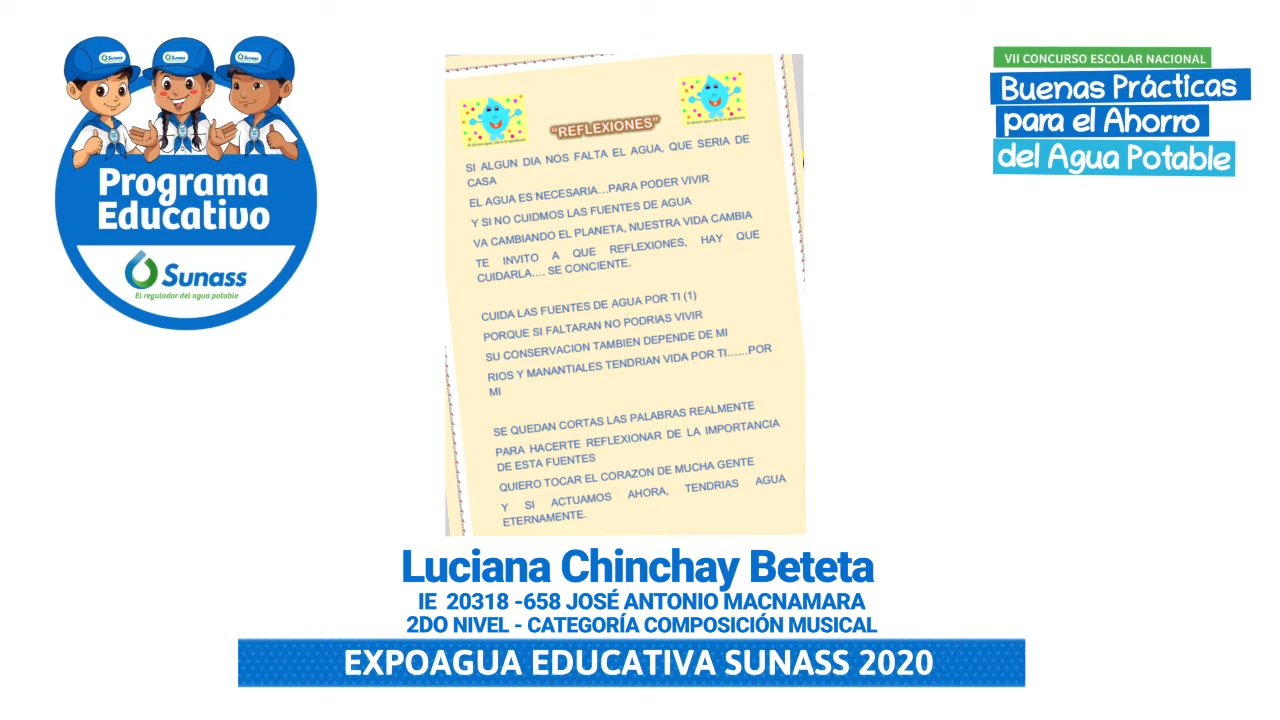 Sunass
Sunass
Sunass
Programa
Educativo
Sunass
El regulador del agua potable
VII CONCURSO ESCOLAR NACIONAL
Buenas Prácticas
para el Ahorro
del Agua Potable
“REFLEXIONES”
SI ALGUN DIA NOS FALTA EL AGUA, QUE SERIA DE
CASA
EL AGUA ES NECESARIA...PARA PODER VIVIR
Y SI NO CUIDMOS LAS FUENTES DE AGUA
VA CAMBIANDO EL PLANETA, NUESTRA VIDA CAMBIA
TE INVITO A QUE REFLEXIONES, HAY QUE
CUIDARLA.... SE CONCIENTE.
CUIDA LAS FUENTES DE AGUA POR TI (1)
PORQUE SI FALTARAN NO PODRIAS VIVIR
SU CONSERVACION TAMBIEN DEPENDE DE MI
RIOS Y MANANTIALES TENDRIAN VIDA POR TI......POR
MI
SE QUEDAN CORTAS LAS PALABRAS REALMENTE
PARA HACERTE REFLEXIONAR DE LA IMPORTANCIA
DE ESTA FUENTES
QUIERO TOCAR EL CORAZON DE MUCHA GENTE
Y SI ACTUAMOS AHORA, TENDRIAS AGUA
ETERNAMENTE.
Luciana Chinchay Beteta
IE 20318 -658 JOSÉ ANTONIO MACNAMARA
2DO NIVEL - CATEGORÍA COMPOSICIÓN MUSICAL
EXPOAGUA EDUCATIVA SUNASS 2020